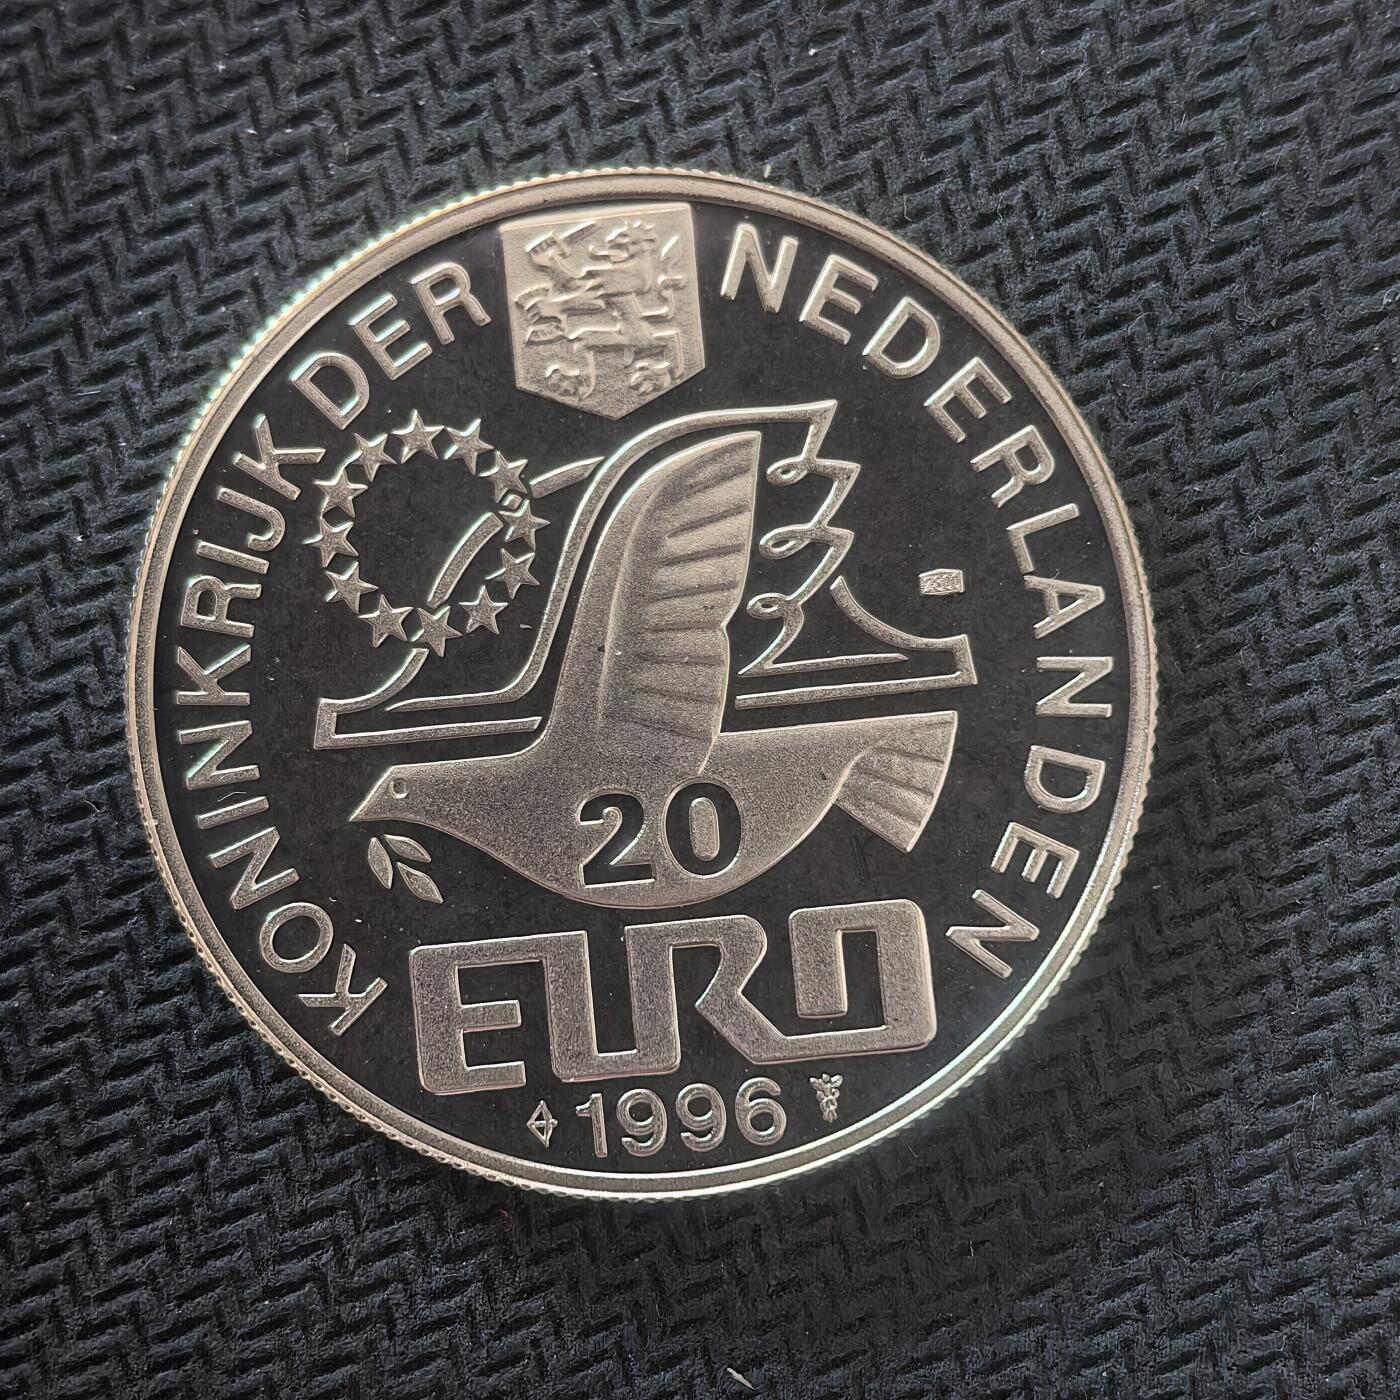 KONINKRIJK DER NEDERLANDEN
20
EURO
1996